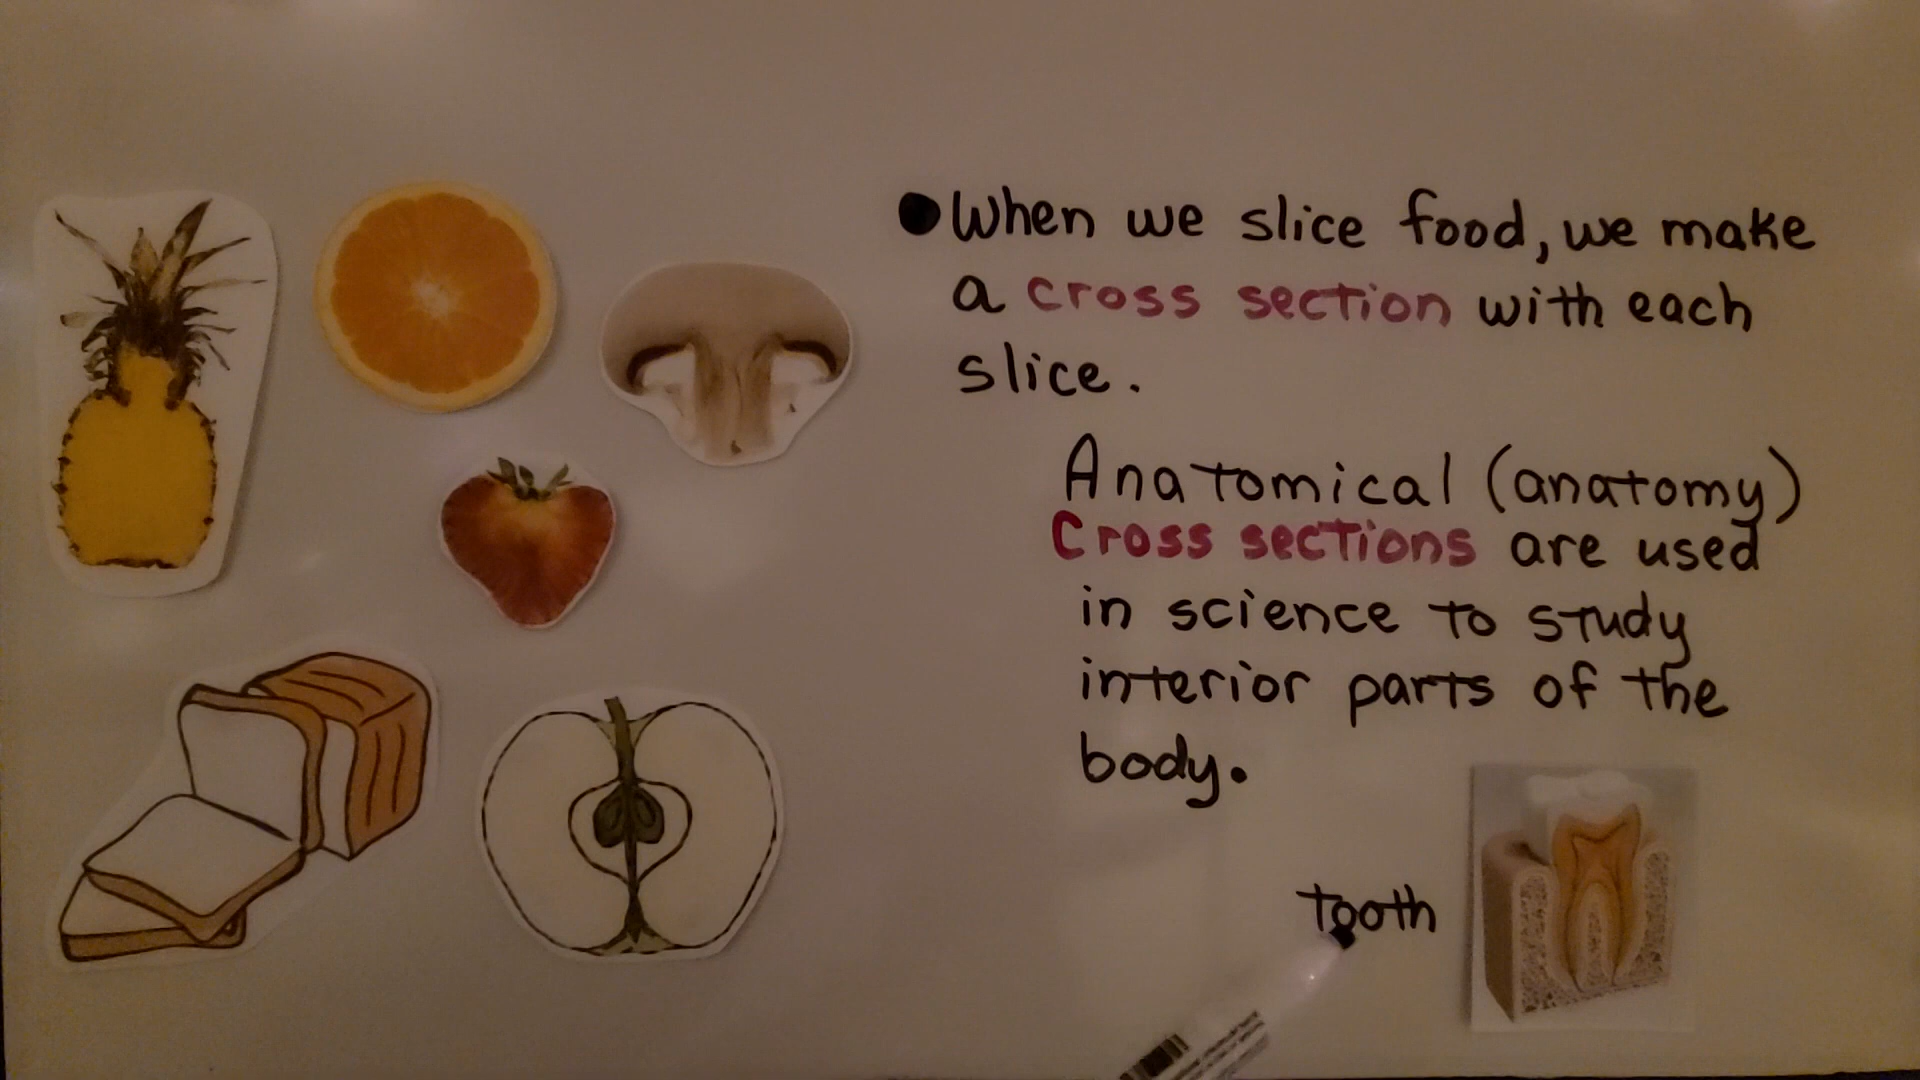 When we slice food, we make
a cross section with each
slice.
Anatomical (anatomy)
Cross sections are used
in science to study
interior parts of the
body.
tooth